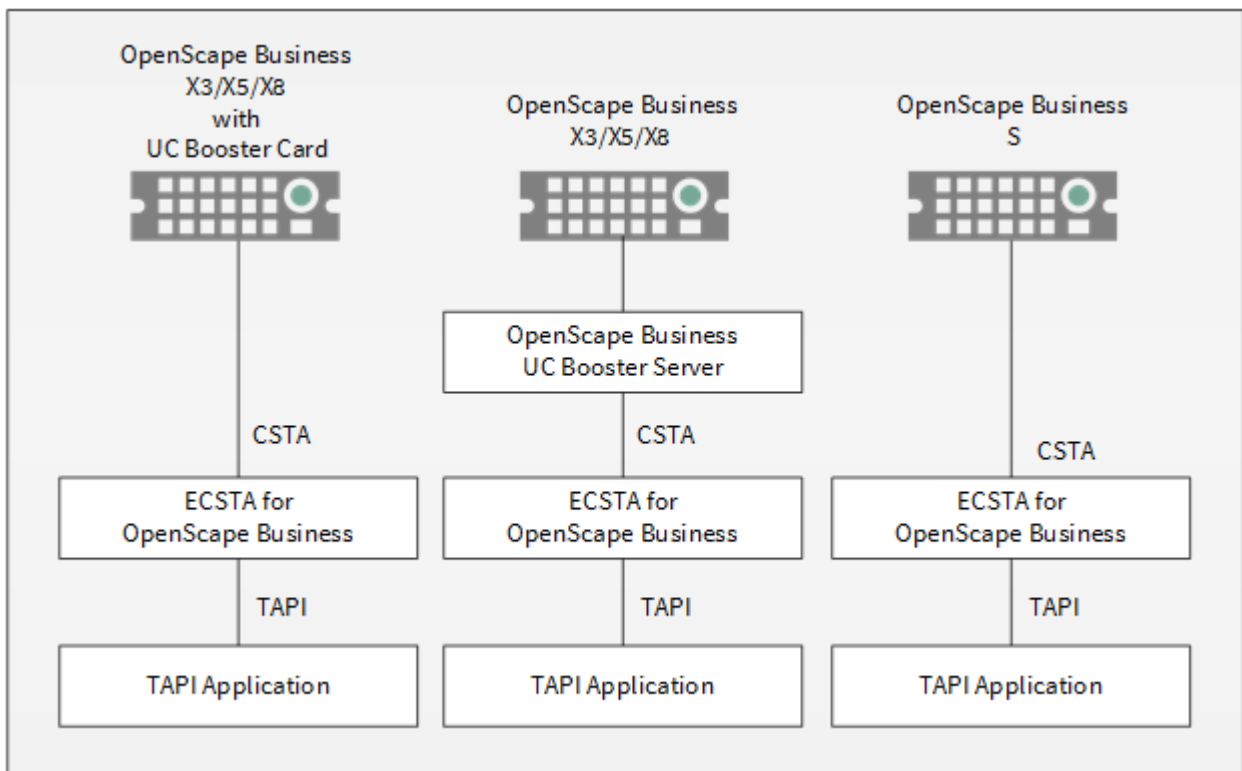 OpenScape Business
X3/X5/X8
with
UC Booster Card
OpenScape Business
X3/X5/X8
OpenScape Business
S
OpenScape Business
UC Booster Server
CSTA
CSTA
CSTA
ECSTA for
OpenScape Business
ECSTA for
OpenScape Business
ECSTA for
OpenScape Business
TAPI
TAPI
TAPI
TAPI Application
TAPI Application
TAPI Application